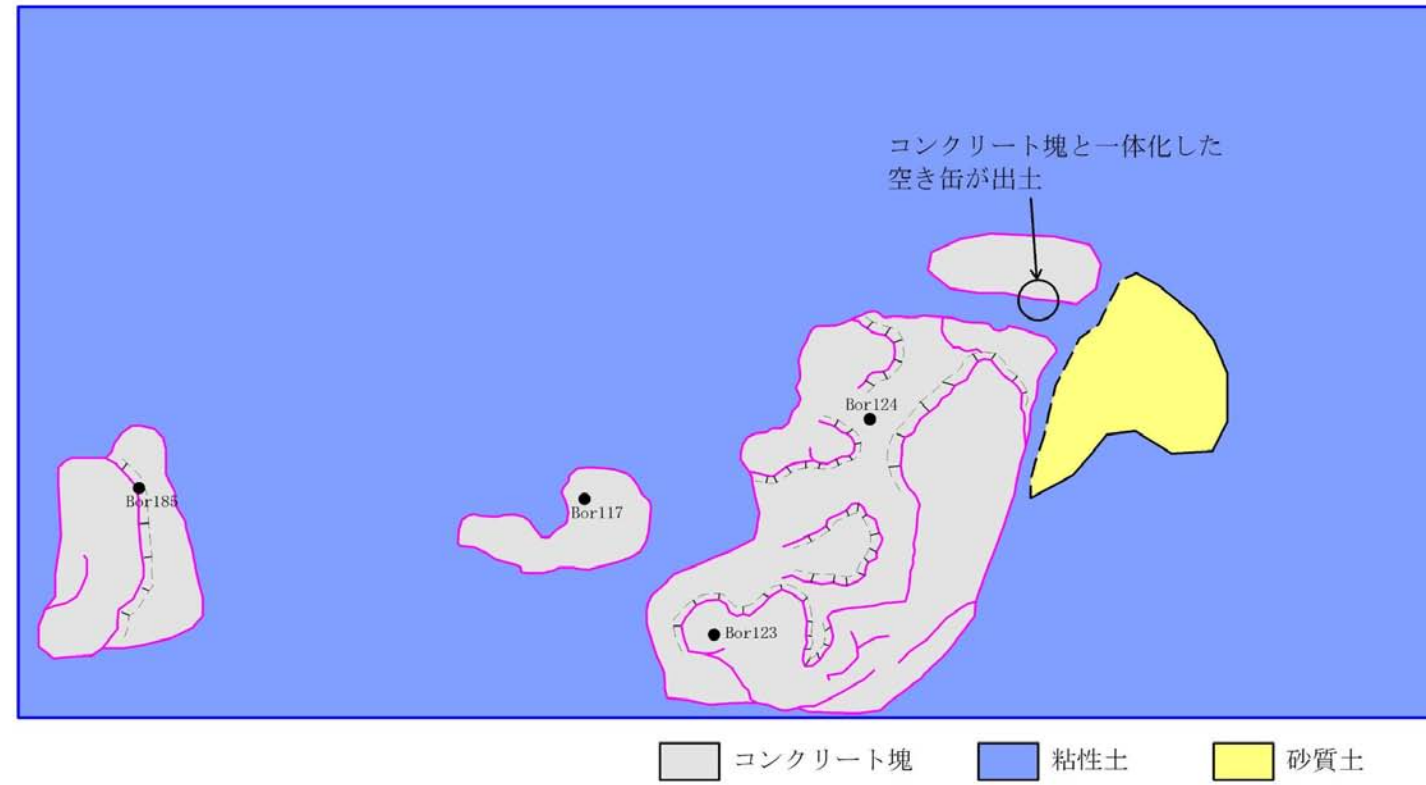 コンクリート塊と一体化した
空き缶が出土
Bor124
Bor185
Bor117
Bor123
コンクリート塊
粘性土
砂質土